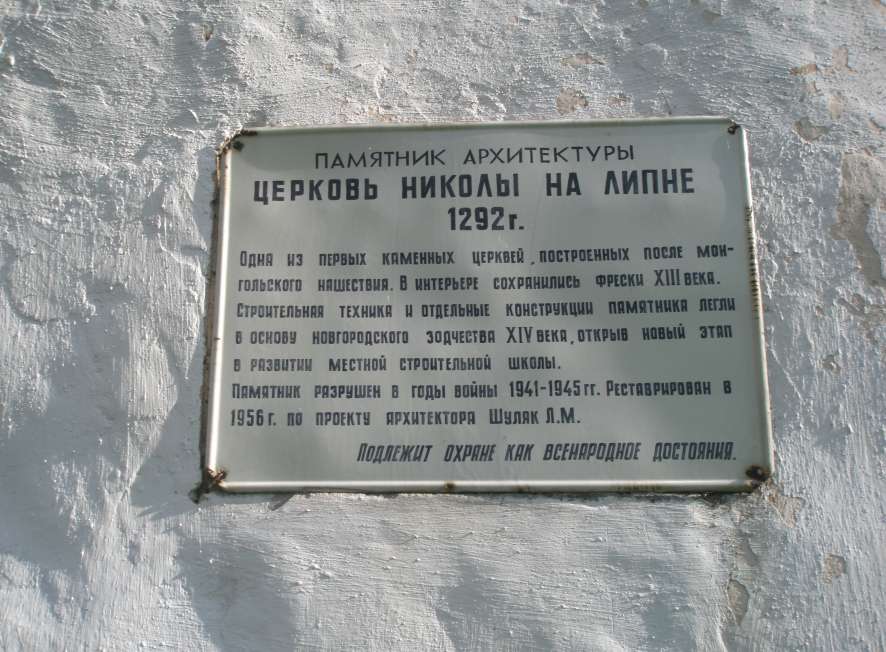 ПАМЯТНИК АРХИТЕКТУРЫ
ЦЕРКОВЬ НИКОЛЫ НА ЛИПНЕ
1292 г.
Одна из первых каменных церквей, построенных после мон-
гольского нашествия. В интерьере сохранились фрески XIII века.
Строительная техника и отдельные конструкции памятника легли
в основу новгородского зодчества XIV века, открыв новый этап
в развитии местной строительной школы.
Памятник разрушен в годы войны 1941-1945 гг. Реставрирован в
1956 г. по проекту архитектора Шуляк Л.М.
Подлежит охране как всенародное достояния.